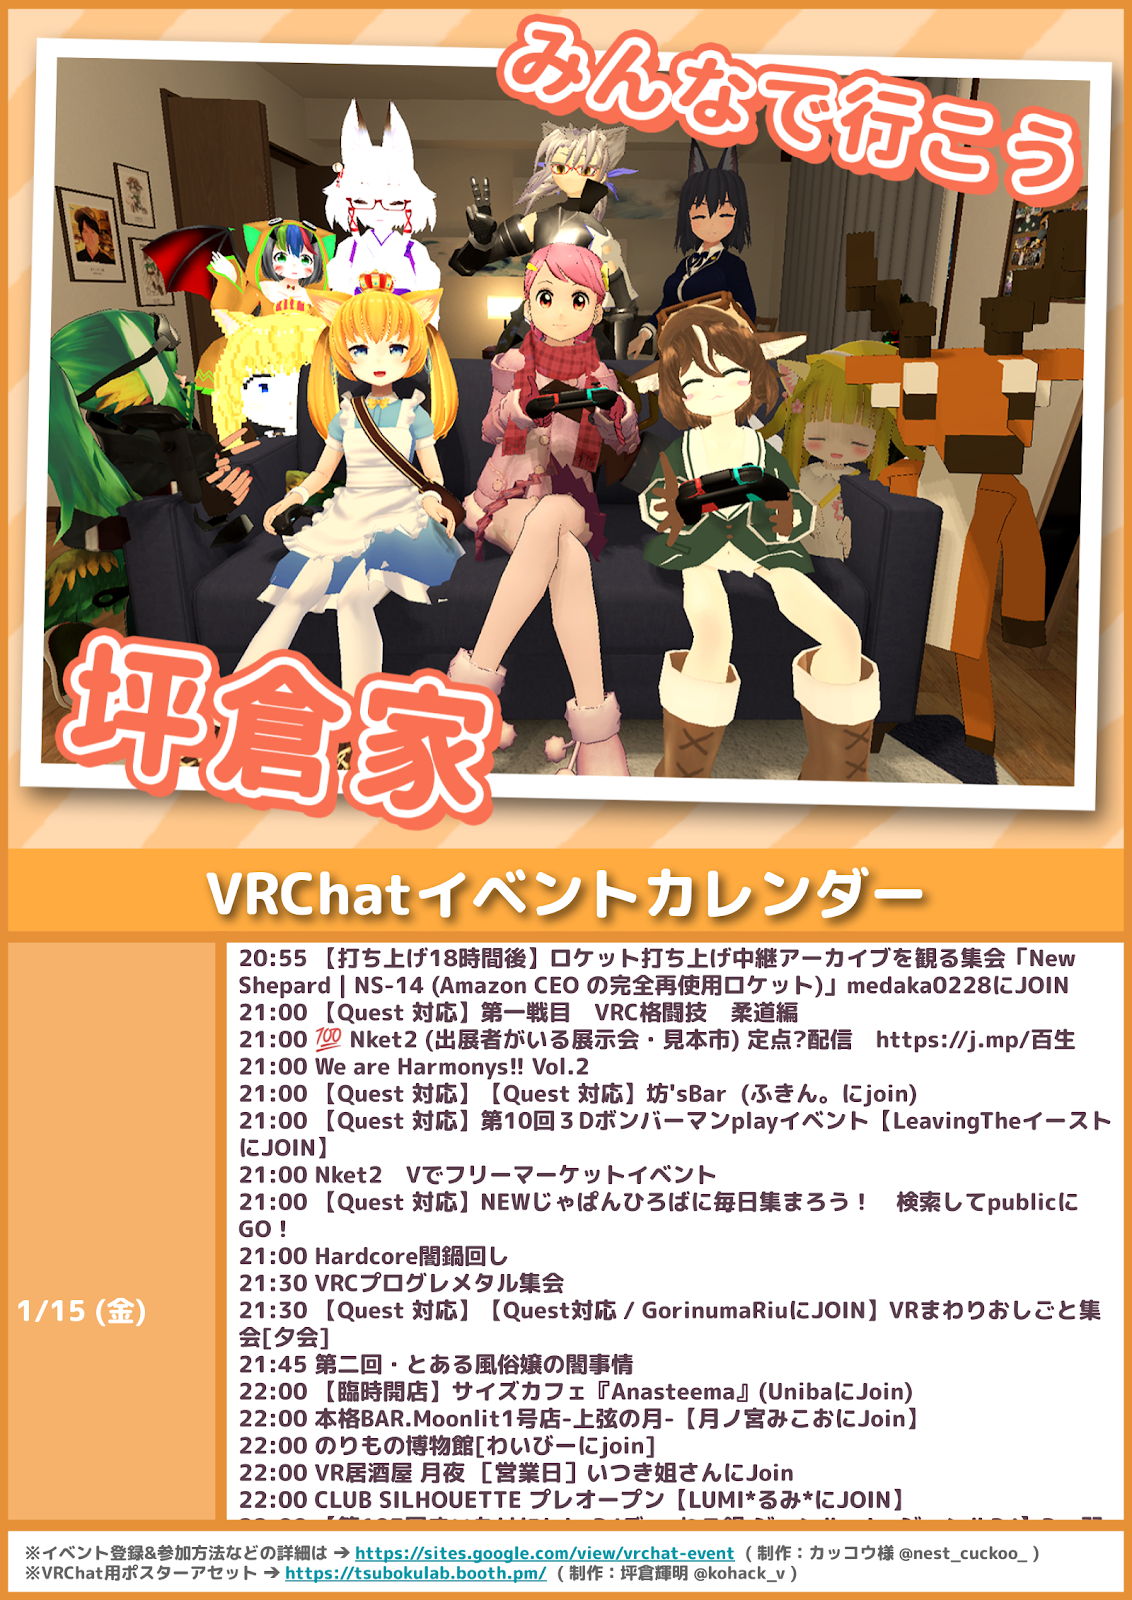 みんなで行こう
坪倉家
VRChatイベントカレンダー
1/15 (金)
20:55 【打ち上げ18時間後】ロケット打ち上げ中継アーカイブを観る集会「New
Shepard | NS-14 (Amazon CEO の完全再使用ロケット)」medaka0228にJOIN
21:00 【Quest 対応】第一戦目　VRC格闘技　柔道編
21:00 💯 Nket2 (出展者がいる展示会・見本市) 定点?配信　https://j.mp/百生
21:00 We are Harmonys!! Vol.2
21:00 【Quest 対応】【Quest 対応】坊'sBar (ふきん。にjoin)
21:00 【Quest 対応】第10回３Dボンバーマンplayイベント【LeavingTheイースト
にJOIN】
21:00 Nket2　Vでフリーマーケットイベント
21:00 【Quest 対応】NEWじゃぱんひろばに毎日集まろう！　検索してpublicに
GO！
21:00 Hardcore闇鍋回し
21:30 VRCプログレメタル集会
21:30 【Quest 対応】【Quest対応 / GorinumaRiuにJOIN】VRまわりおしごと集
会[夕会]
21:45 第二回・とある風俗嬢の闇事情
22:00 【臨時開店】サイズカフェ『Anasteema』(UnibaにJoin)
22:00 本格BAR.Moonlit1号店-上弦の月-【月ノ宮みこおにJoin】
22:00 のりもの博物館[わいびーにjoin]
22:00 VR居酒屋 月夜 ［営業日］いつき姐さんにJoin
22:00 CLUB SILHOUETTE プレオープン【LUMI*るみ*にJOIN】
※イベント登録&参加方法などの詳細は ➔ https://sites.google.com/view/vrchat-event ( 制作：カッコウ様 @nest_cuckoo_ )
※VRChat用ポスターアセット ➔ https://tsubokulab.booth.pm/ ( 制作：坪倉輝明 @kohack_v )